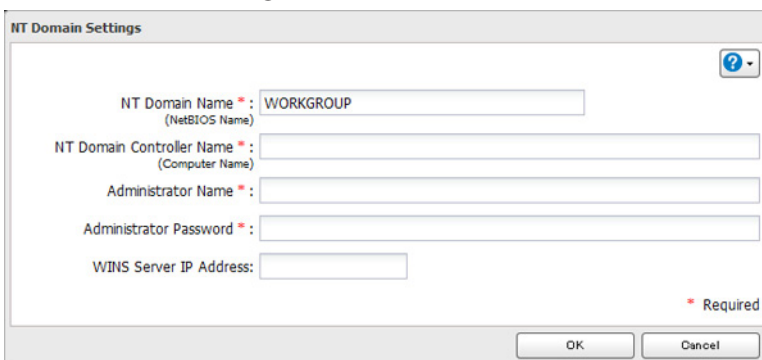 NT Domain Settings
?
NT Domain Name * : WORKGROUP
(NetBIOS Name)
NT Domain Controller Name * :
(Computer Name)
Administrator Name * :
Administrator Password * :
WINS Server IP Address:
* Required
OK Cancel